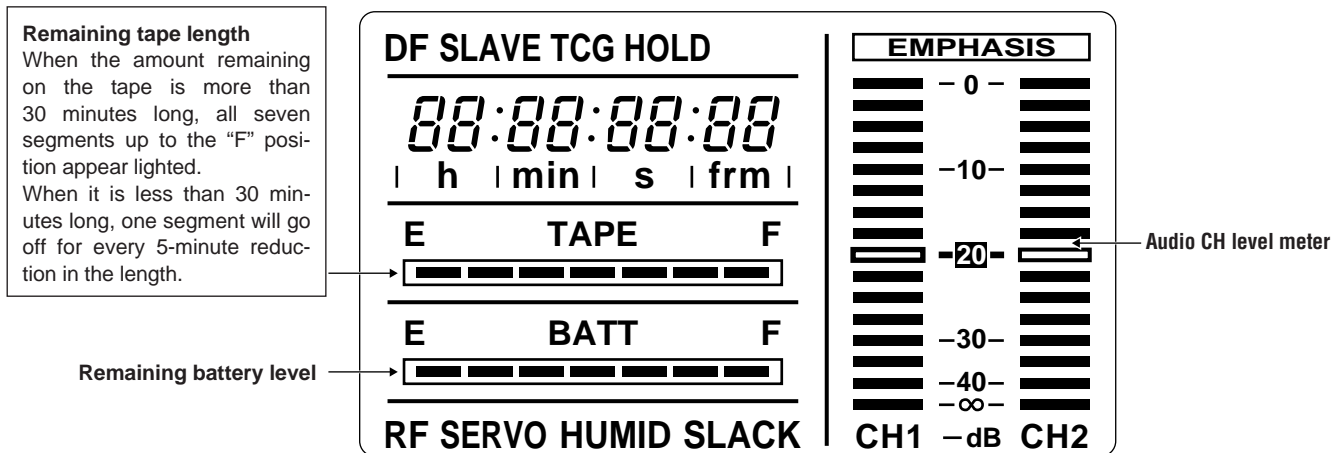 Remaining tape length
When the amount remaining
on the tape is more than
30 minutes long, all seven
segments up to the “F” posi-
tion appear lighted.
When it is less than 30 min-
utes long, one segment will go
off for every 5-minute reduc-
tion in the length.
Remaining battery level
DF SLAVE TCG HOLD
88:88:88:88
h min s frm
E TAPE F
E BATT F
RF SERVO HUMID SLACK
EMPHASIS
– 0 –
–10–
–20–
–30–
–40–
–∞–
CH1 –dB CH2
Audio CH level meter